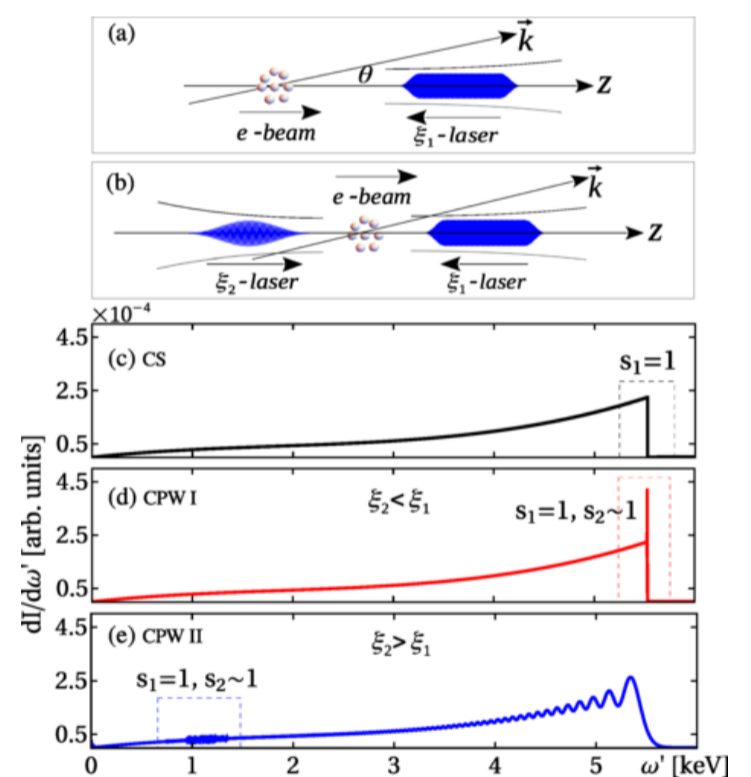 (a)
k⃗
θ
z
e -beam
ξ₁-laser
(b)
e -beam
k⃗
z
ξ₂-laser
ξ₁-laser
×10⁻⁴
4.5
(c) CS
s₁=1
2.5
0.5
4.5
(d) CPW I
ξ₂< ξ₁
s₁=1, s₂~1
2.5
0.5
4.5
(e) CPW II
ξ₂> ξ₁
s₁=1, s₂~1
2.5
0.5
0 1 2 3 4 5 ω' [keV]
dI/dω' [arb. units]